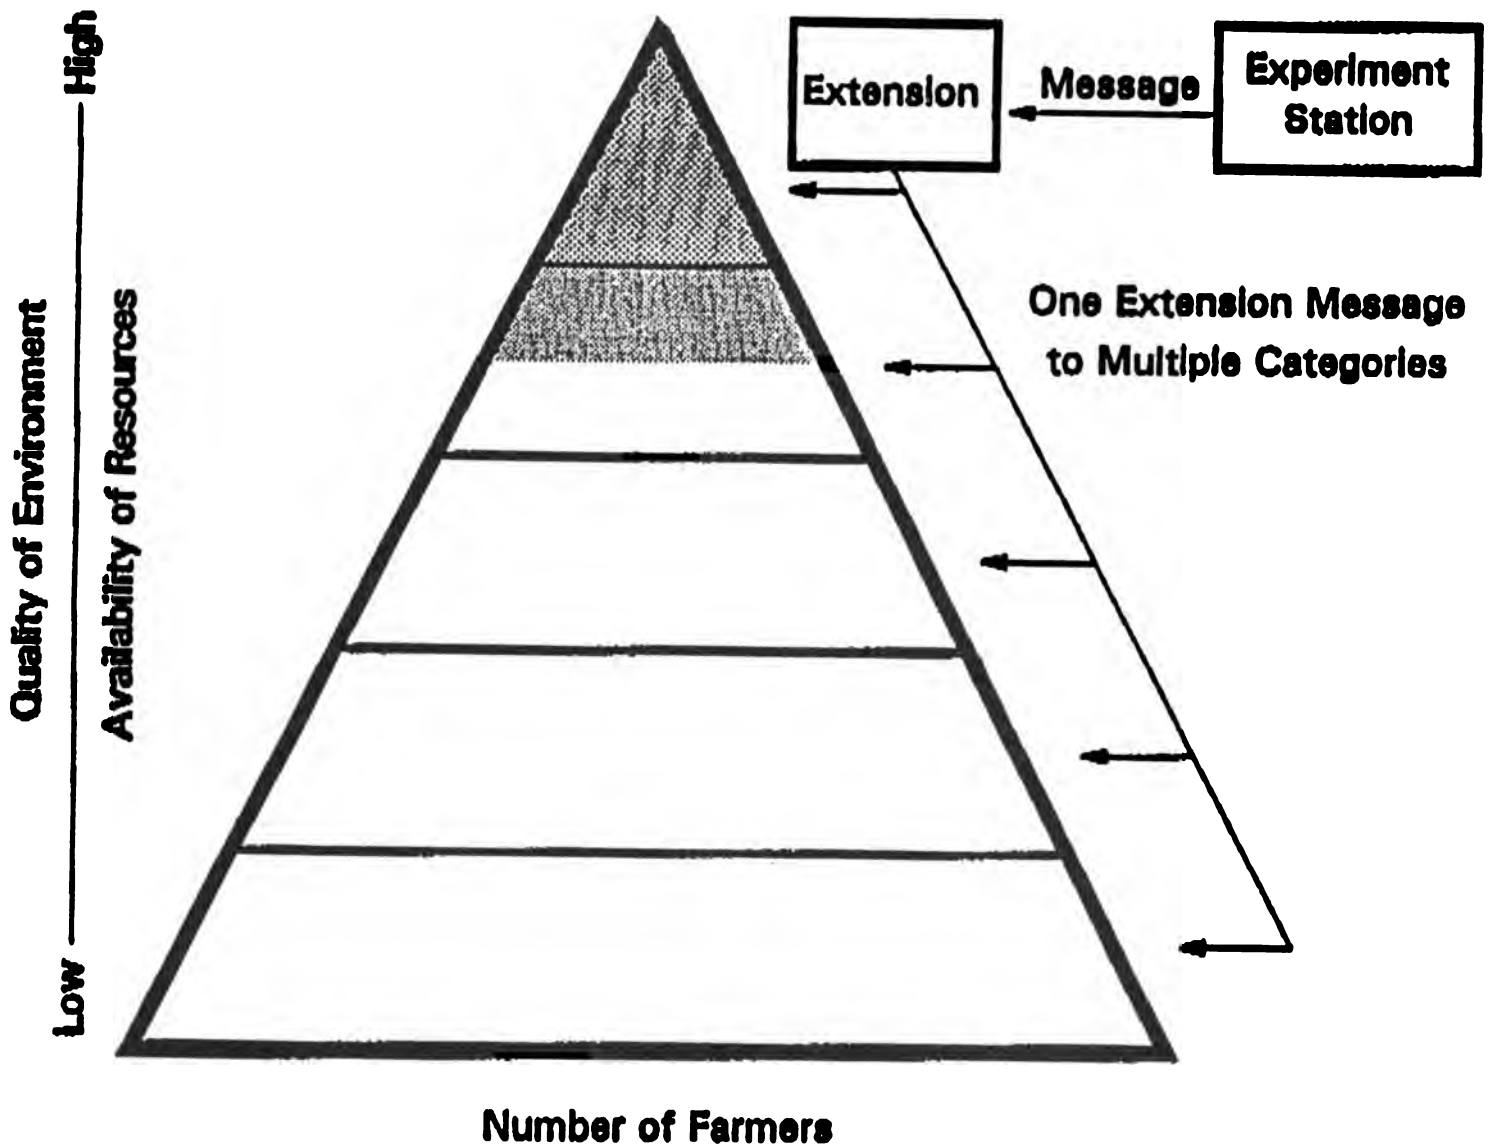 High
Extension
Message
Experiment
Station
One Extension Message
to Multiple Categories
Quality of Environment
Availability of Resources
Low
Number of Farmers